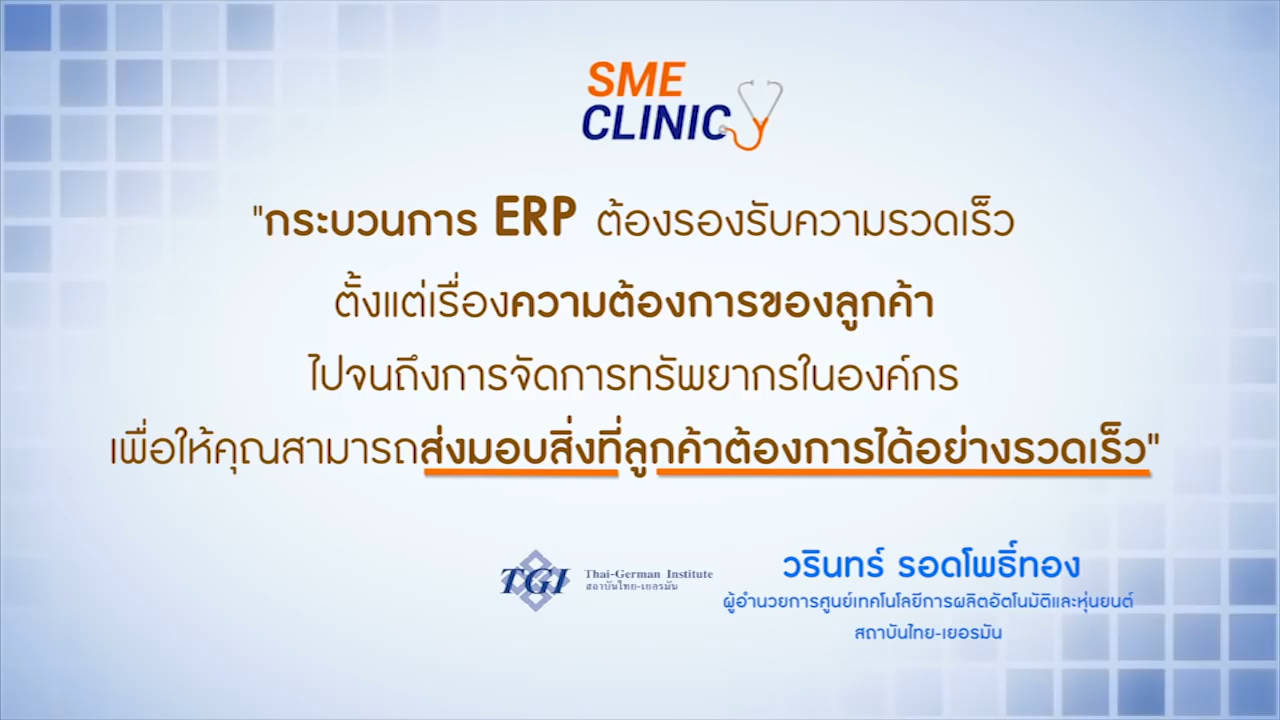 SME
CLINIC
"กระบวนการ ERP ต้องรองรับความรวดเร็ว
ตั้งแต่เรื่องความต้องการของลูกค้า
ไปจนถึงการจัดการทรัพยากรในองค์กร
เพื่อให้คุณสามารถส่งมอบสิ่งที่ลูกค้าต้องการได้อย่างรวดเร็ว"
TGI
Thai-German Institute
สถาบันไทย-เยอรมัน
วรินทร์ รอดโพธิ์ทอง
ผู้อำนวยการศูนย์เทคโนโลยีการผลิตอัตโนมัติและหุ่นยนต์
สถาบันไทย-เยอรมัน